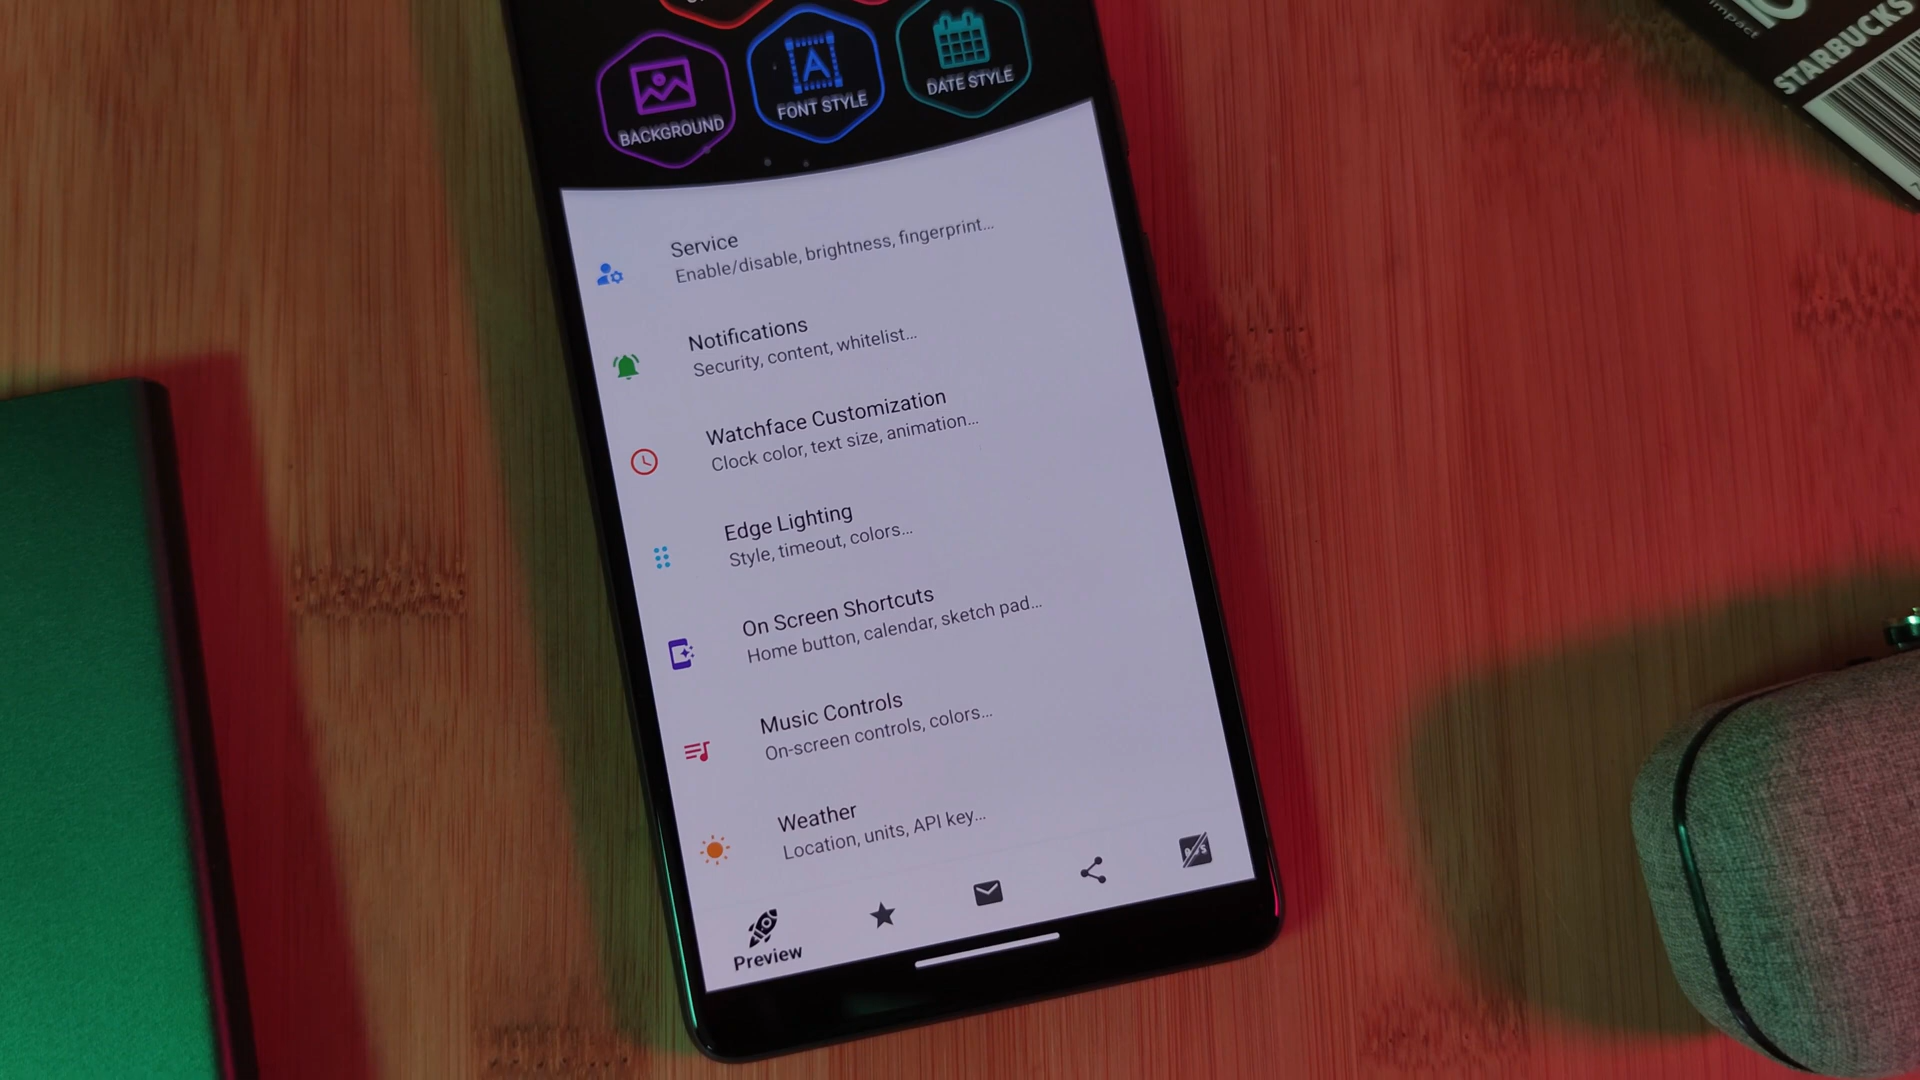 BACKGROUND
FONT STYLE
DATE STYLE
Service
Enable/disable, brightness, fingerprint...
Notifications
Security, content, whitelist...
Watchface Customization
Clock color, text size, animation...
Edge Lighting
Style, timeout, colors...
On Screen Shortcuts
Home button, calendar, sketch pad...
Music Controls
On-screen controls, colors...
Weather
Location, units, API key...
Preview
impact
STARBUCKS